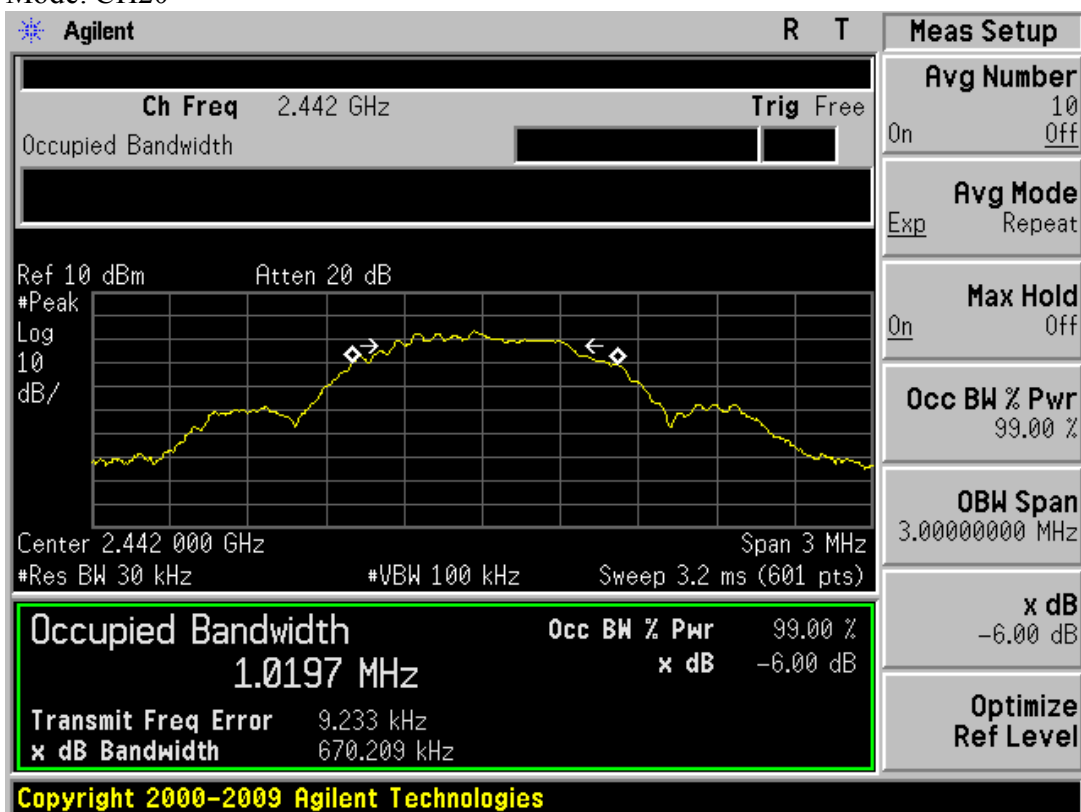 Agilent R T
Meas Setup
Ch Freq 2.442 GHz Trig Free
Occupied Bandwidth
Avg Number
10
On Off
Avg Mode
Exp Repeat
Max Hold
On Off
Occ BW % Pwr
99.00 %
OBW Span
3.00000000 MHz
x dB
-6.00 dB
Optimize
Ref Level
Ref 10 dBm Atten 20 dB
#Peak
Log
10
dB/
Center 2.442 000 GHz Span 3 MHz
#Res BW 30 kHz #VBW 100 kHz Sweep 3.2 ms (601 pts)
Occupied Bandwidth Occ BW % Pwr 99.00 %
1.0197 MHz x dB -6.00 dB
Transmit Freq Error 9.233 kHz
x dB Bandwidth 670.209 kHz
Copyright 2000-2009 Agilent Technologies